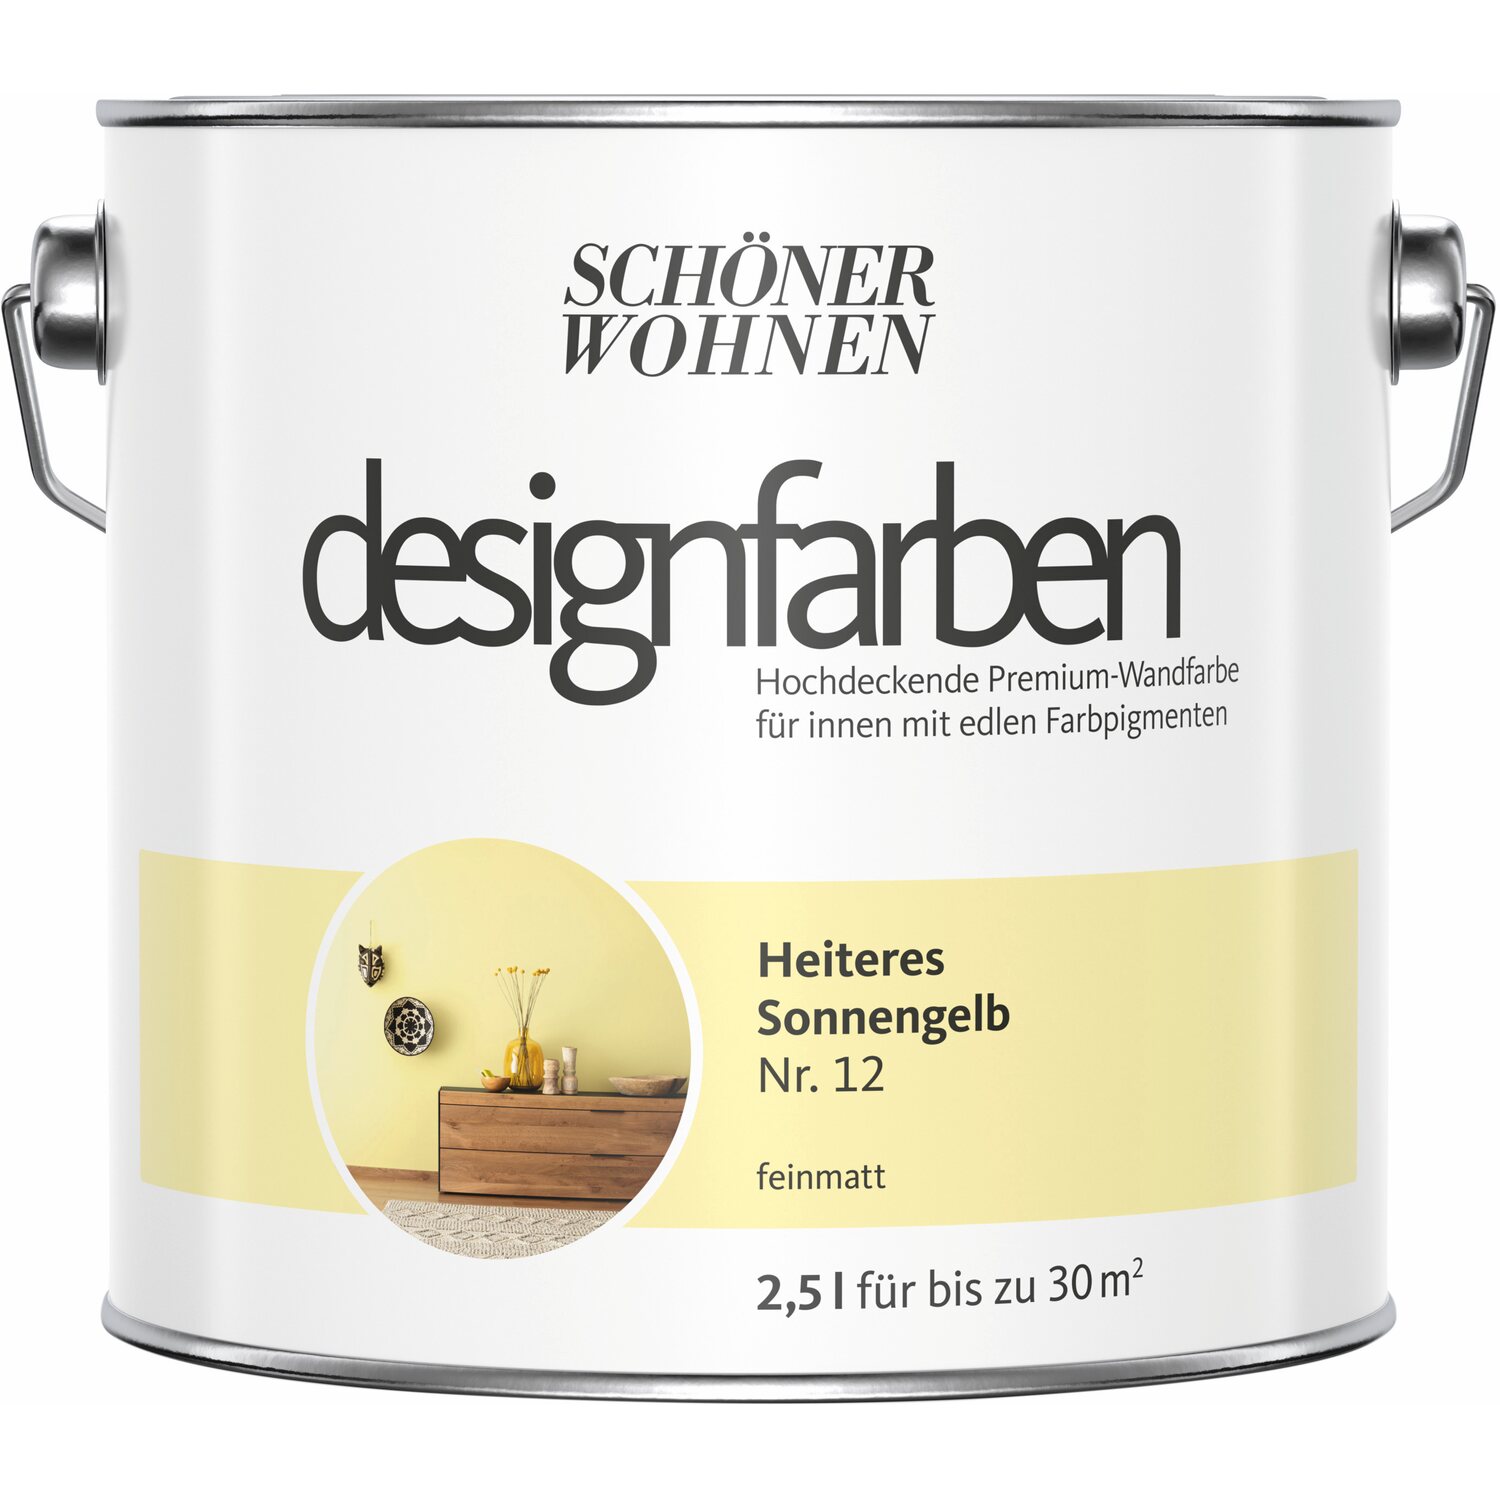 SCHÖNER
WOHNEN
designfarben
Hochdeckende Premium-Wandfarbe
für innen mit edlen Farbpigmenten
Heiteres
Sonnengelb
Nr. 12
feinmatt
2,5 l für bis zu 30 m²